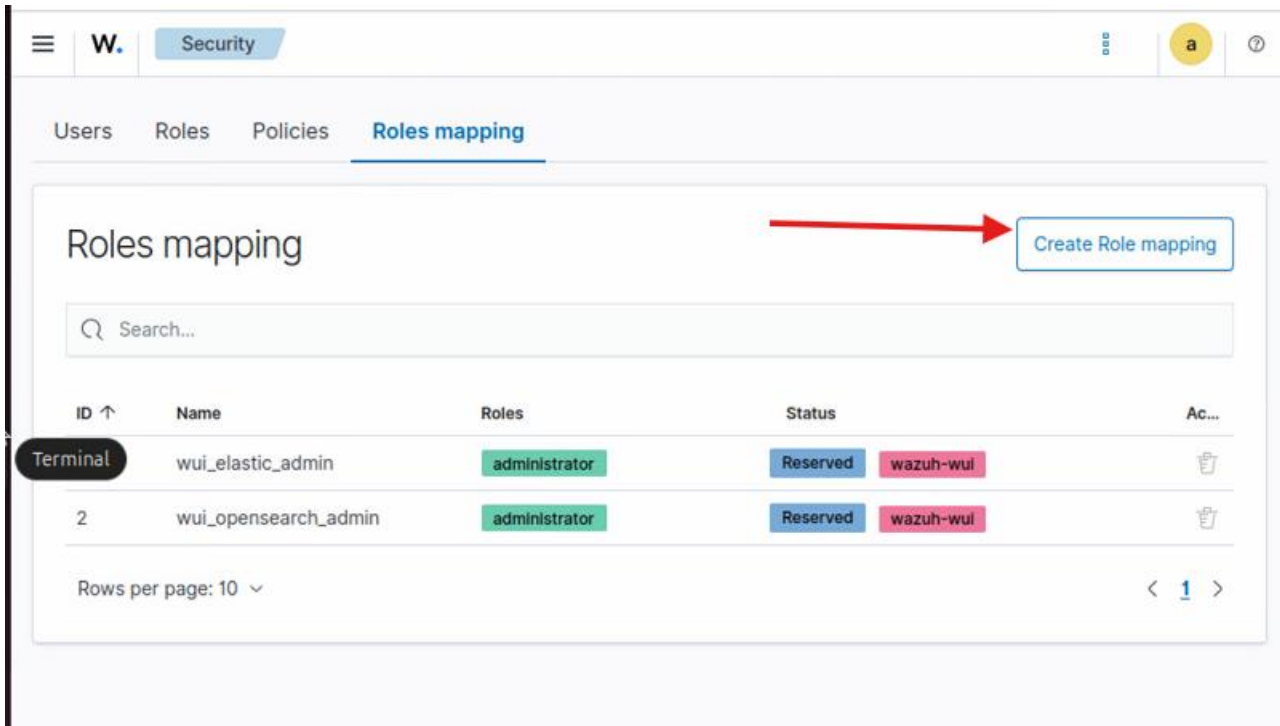 W. Security a
Users Roles Policies Roles mapping
Roles mapping Create Role mapping
Search...
ID ↑ Name Roles Status Ac...
Terminal wui_elastic_admin administrator Reserved wazuh-wui
2 wui_opensearch_admin administrator Reserved wazuh-wui
Rows per page: 10 < 1 >